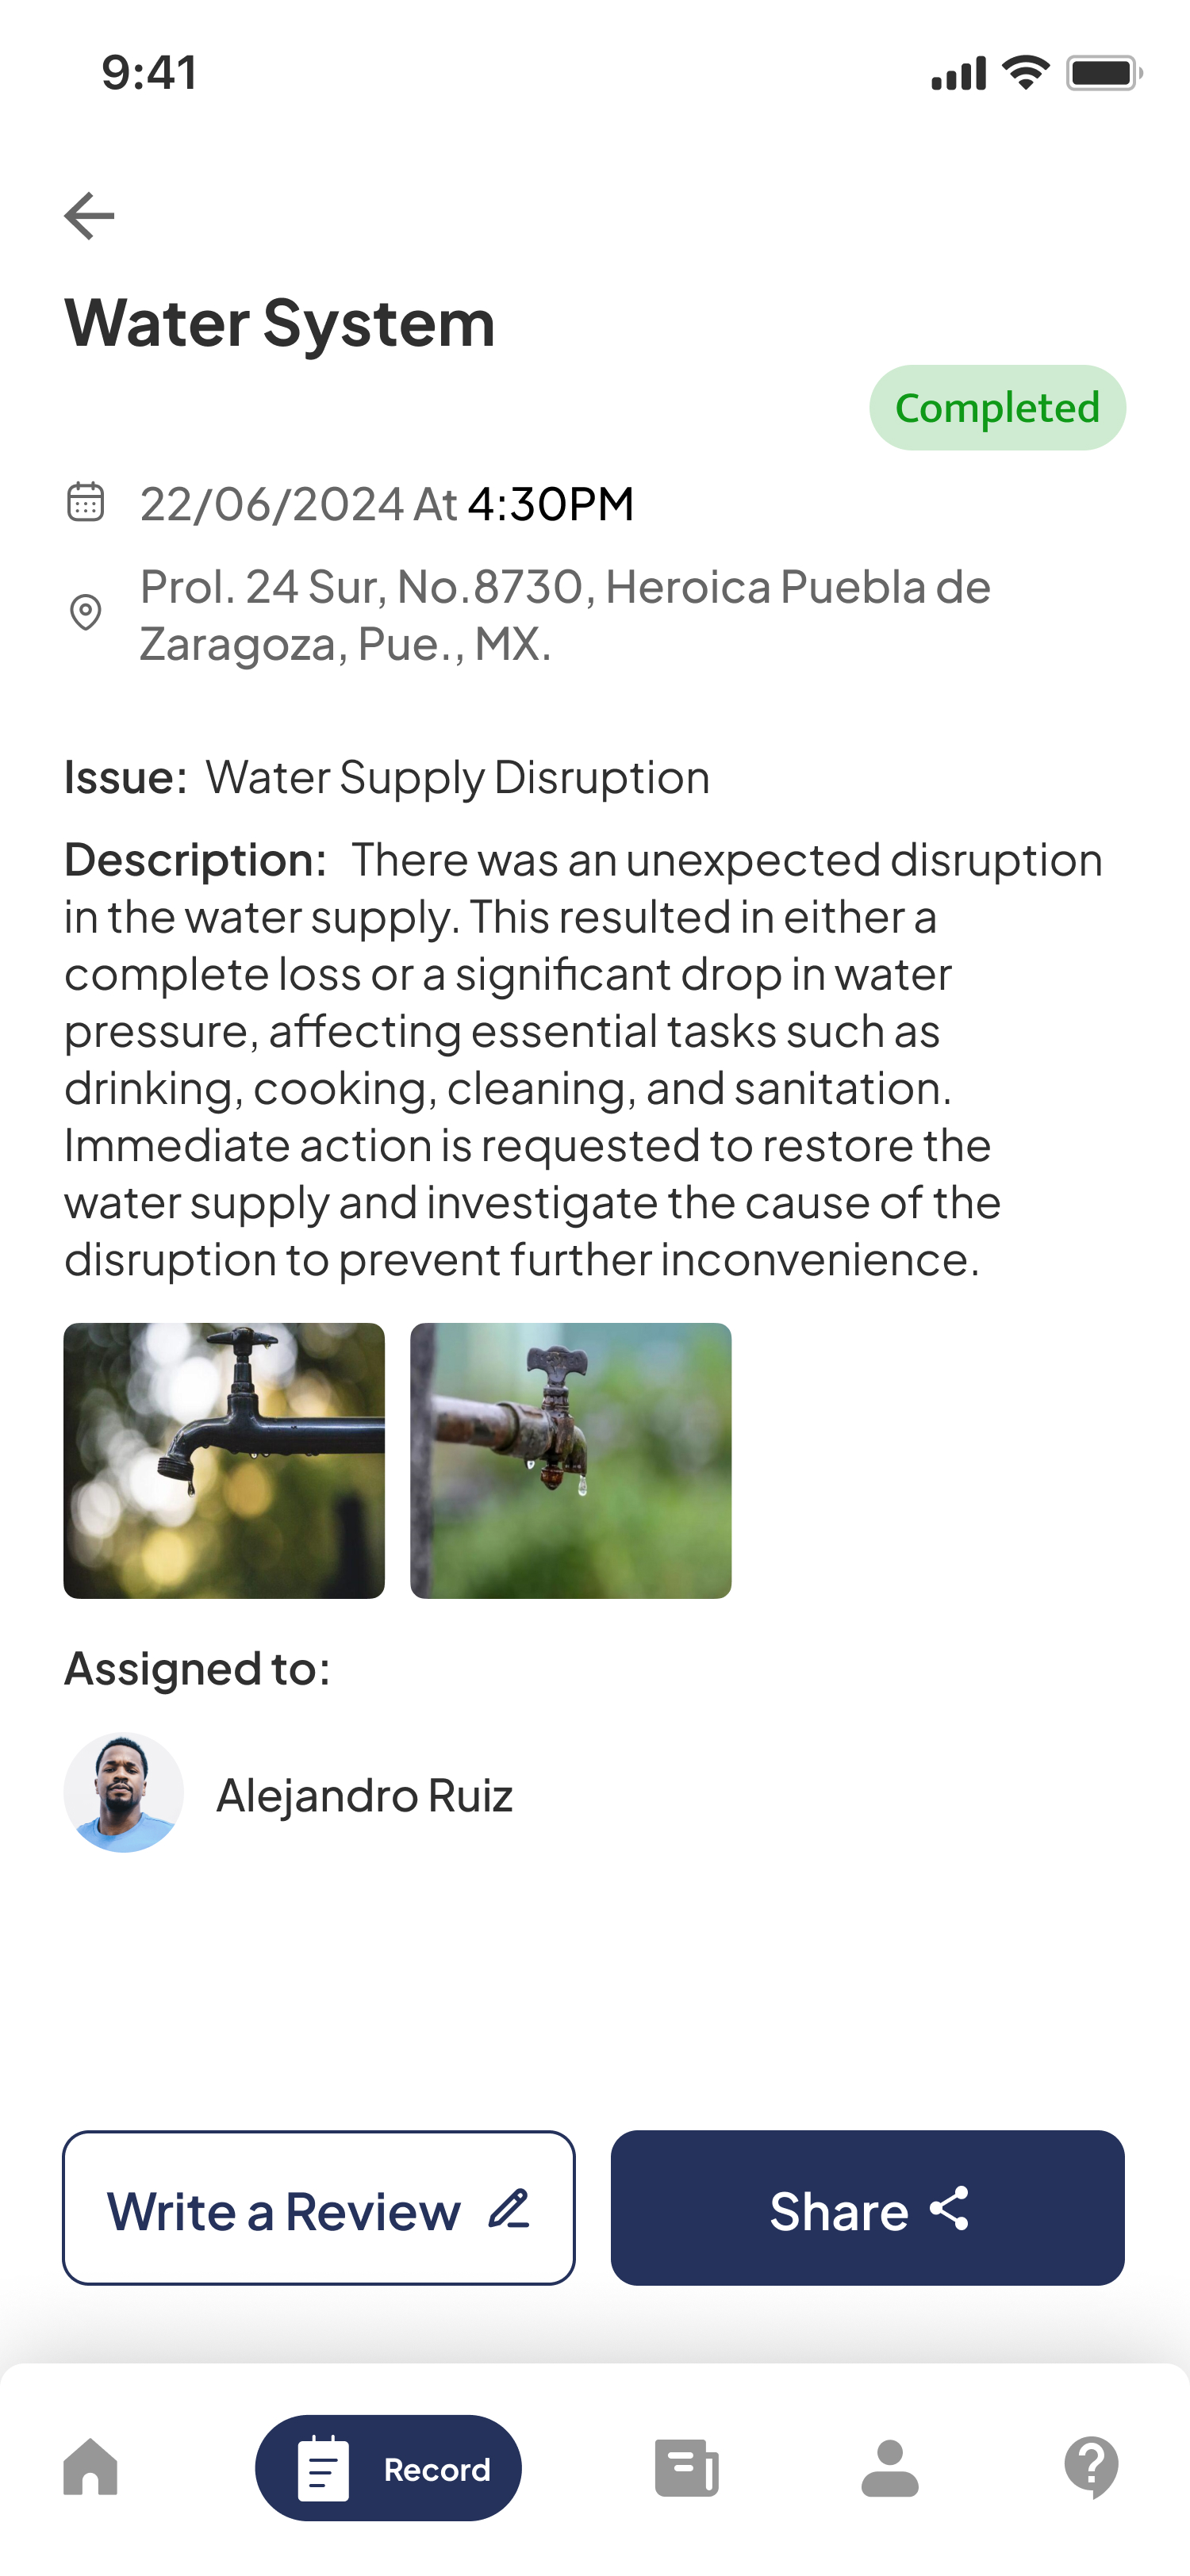 9:41
Water System
Completed
22/06/2024 At 4:30PM
Prol. 24 Sur, No.8730, Heroica Puebla de
Zaragoza, Pue., MX.
Issue: Water Supply Disruption
Description: There was an unexpected disruption
in the water supply. This resulted in either a
complete loss or a significant drop in water
pressure, affecting essential tasks such as
drinking, cooking, cleaning, and sanitation.
Immediate action is requested to restore the
water supply and investigate the cause of the
disruption to prevent further inconvenience.
Assigned to:
Alejandro Ruiz
Write a Review
Share
Record